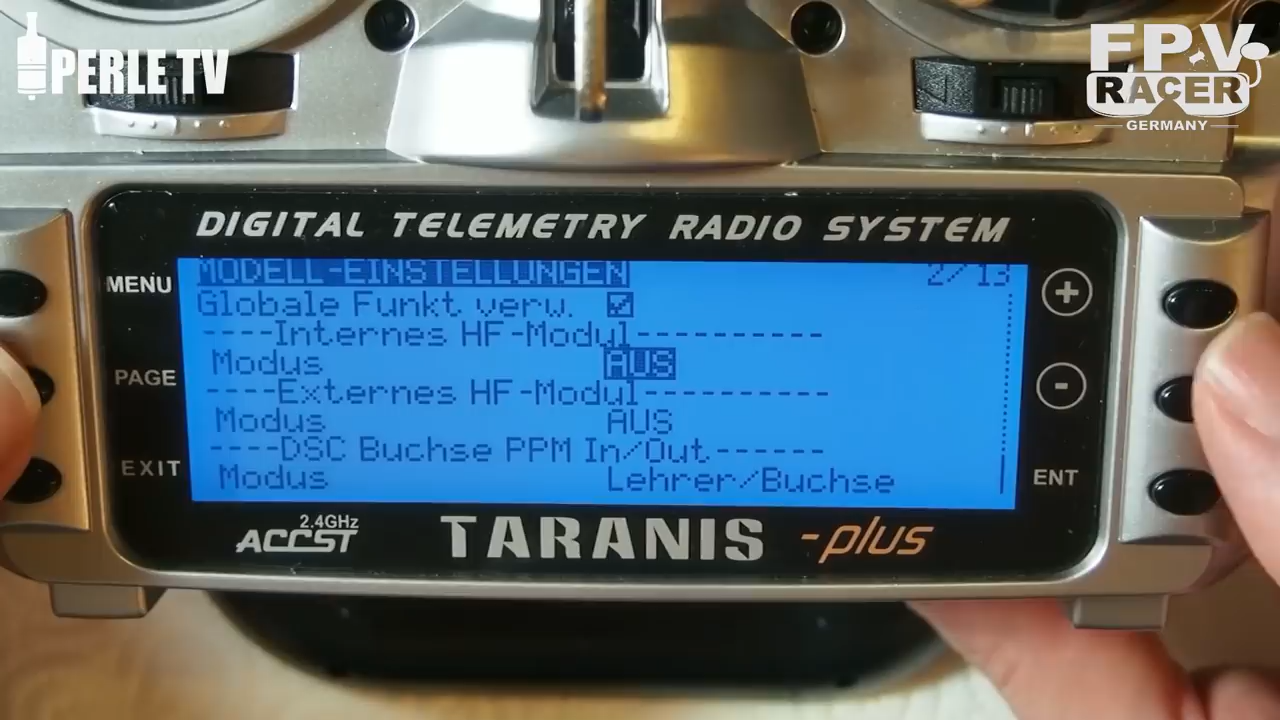 PERLE TV
FPV
RACER
GERMANY
DIGITAL TELEMETRY RADIO SYSTEM
MENU
PAGE
EXIT
MODELL-EINSTELLUNGEN 2/13
Globale Funkt verw.
----Internes HF-Modul----------
Modus AUS
----Externes HF-Modul----------
Modus AUS
----DSC Buchse PPM In/Out------
Modus Lehrer/Buchse
+
-
ENT
2.4GHz
ACCST
TARANIS -plus